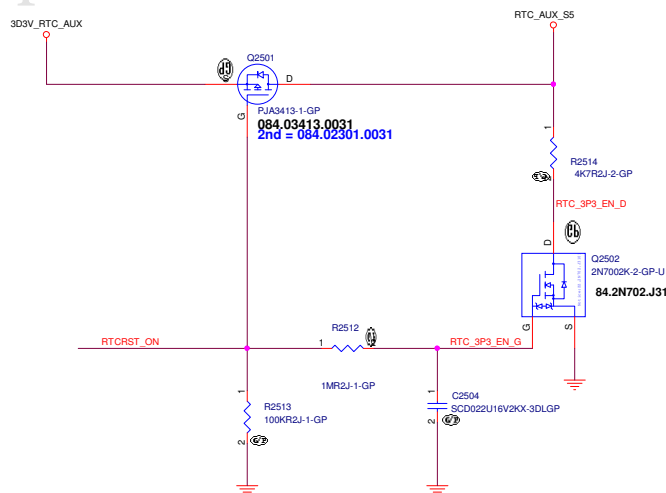 3D3V_RTC_AUX
RTC_AUX_S5
Q2501
S
D
G
PJA3413-1-GP
084.03413.0031
2nd = 084.02301.0031
1
R2514
4K7R2J-2-GP
RTC_3P3_EN_D
D
Q2502
2N7002K-2-GP-U
84.2N702.J31
G
S
RTCRST_ON
1
R2512
RTC_3P3_EN_G
1MR2J-1-GP
1
R2513
100KR2J-1-GP
2
1
C2504
SCD022U16V2KX-3DLGP
2